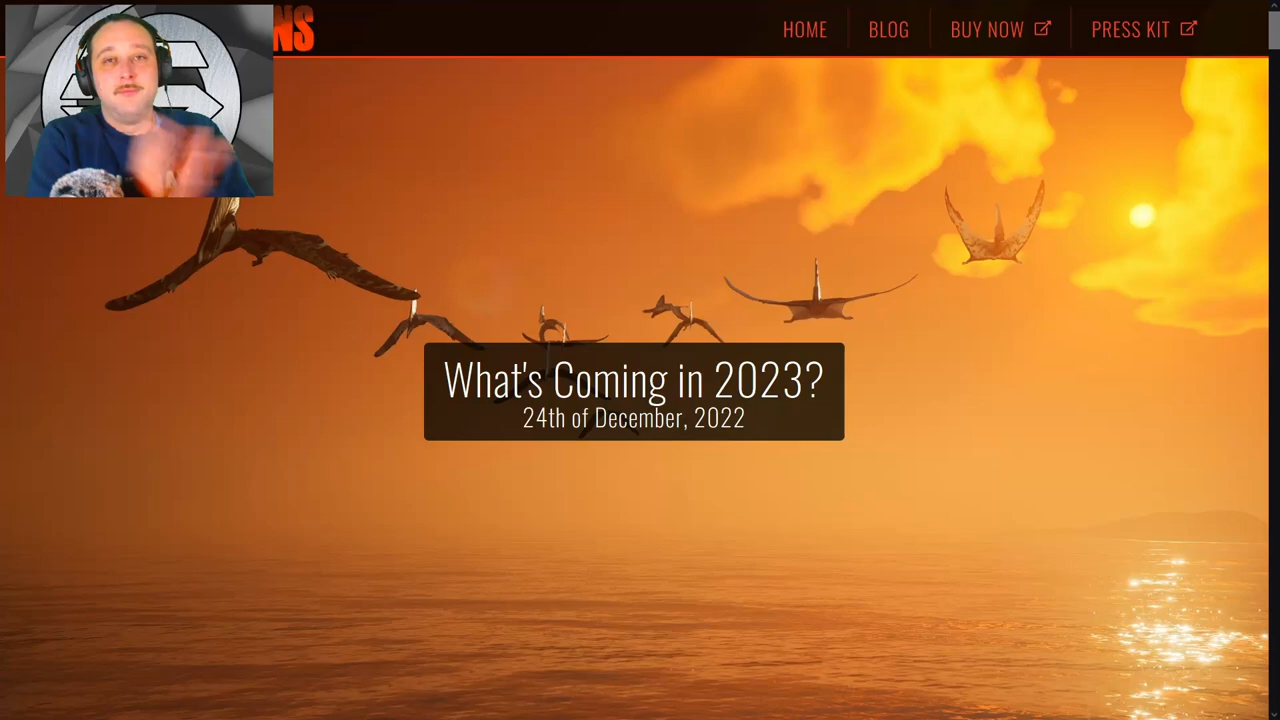 NS
HOME
BLOG
BUY NOW
PRESS KIT
What's Coming in 2023?
24th of December, 2022